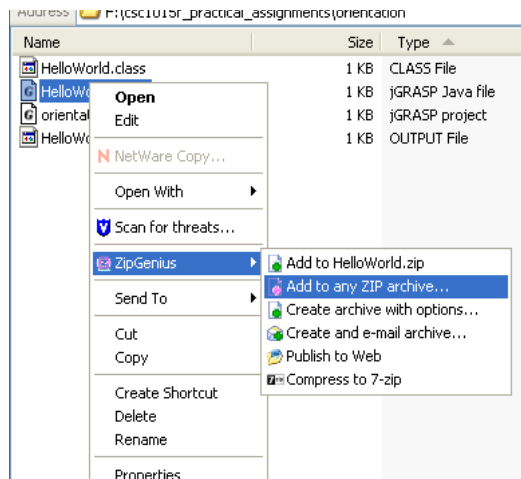 Address F:\csc1015f_practical_assignments\orientation
Name Size Type
HelloWorld.class 1 KB CLASS File
HelloWo 1 KB jGRASP Java file
orienta 1 KB jGRASP project
HelloWo 1 KB OUTPUT File
Open
Edit
NetWare Copy...
Open With
Scan for threats...
ZipGenius
Send To
Cut
Copy
Create Shortcut
Delete
Rename
Properties
Add to HelloWorld.zip
Add to any ZIP archive...
Create archive with options...
Create and e-mail archive...
Publish to Web
Compress to 7-zip